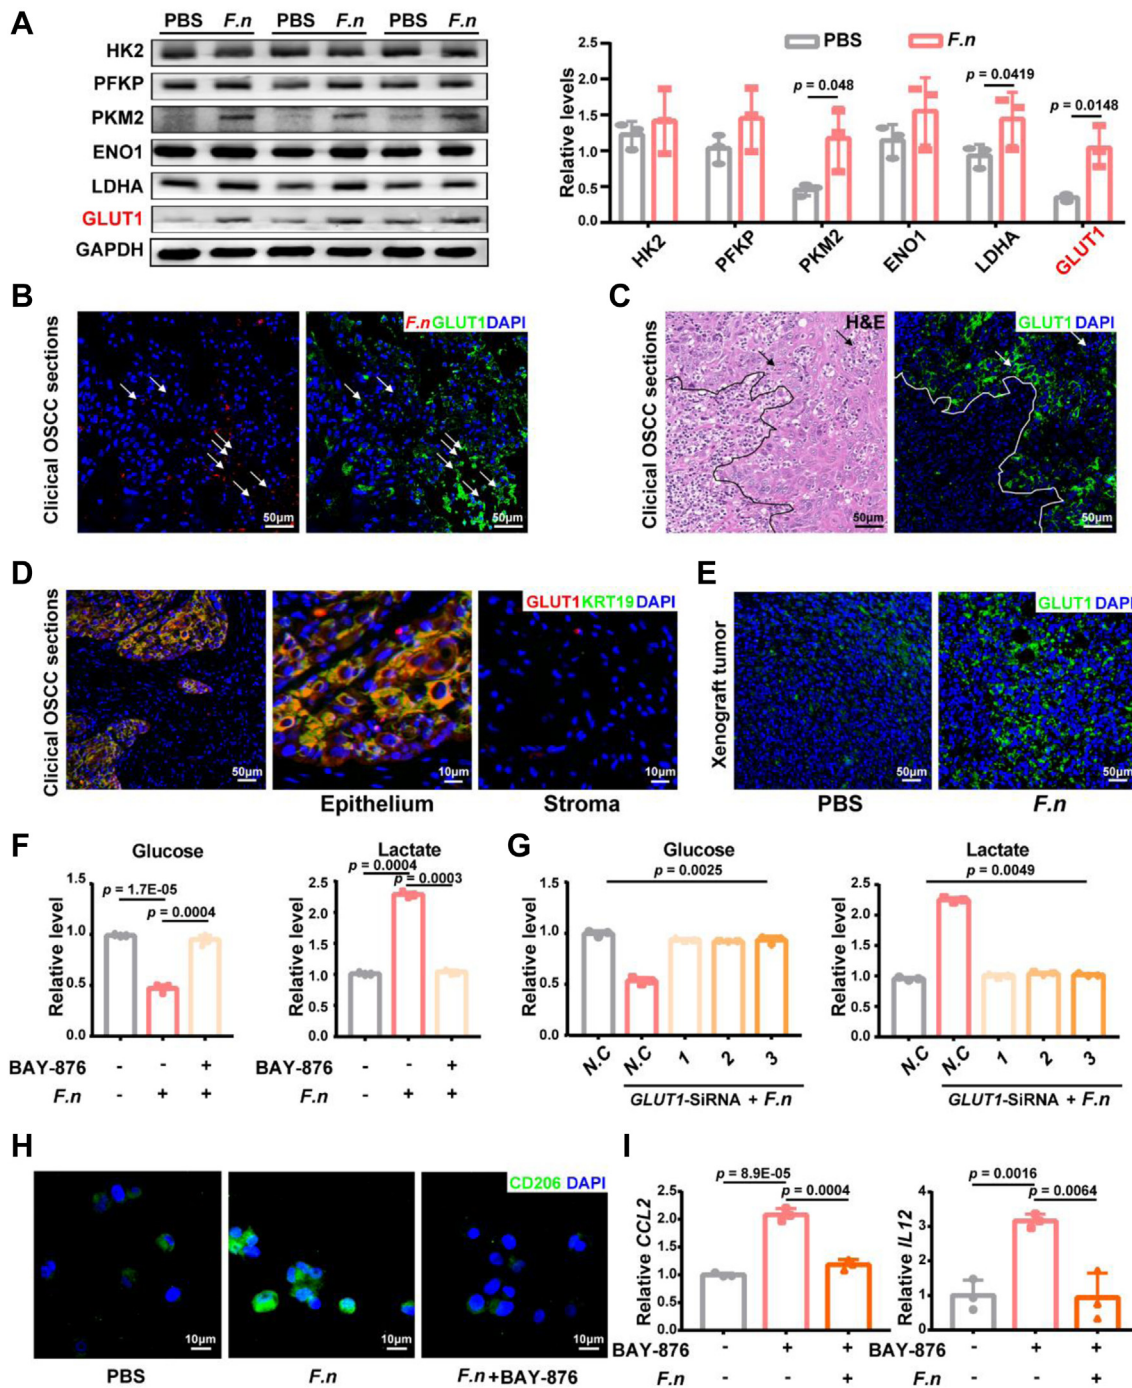 A
PBS F.n PBS F.n PBS F.n
HK2
PFKP
PKM2
ENO1
LDHA
GLUT1
GAPDH
PBS F.n
Relative levels
2.5
2.0
1.5
1.0
0.5
0.0
p = 0.048
p = 0.0419
p = 0.0148
HK2 PFKP PKM2 ENO1 LDHA GLUT1
B
Clicical OSCC sections
F.n GLUT1 DAPI
50μm 50μm
C
Clicical OSCC sections
H&E
GLUT1 DAPI
50μm 50μm
D
Clicical OSCC sections
GLUT1 KRT19 DAPI
50μm 10μm 10μm
Epithelium Stroma
E
Xenograft tumor
GLUT1 DAPI
50μm 50μm
PBS F.n
F
Glucose
p = 1.7E-05
p = 0.0004
Relative level
1.5
1.0
0.5
0.0
BAY-876 - - +
F.n - + +
Lactate
p = 0.0004
p = 0.0003
Relative level
2.5
2.0
1.5
1.0
0.5
0.0
BAY-876 - - +
F.n - + +
G
Glucose
p = 0.0025
Relative level
1.5
1.0
0.5
0.0
N.C N.C 1 2 3
GLUT1-SiRNA + F.n
Lactate
p = 0.0049
Relative level
2.5
2.0
1.5
1.0
0.5
0.0
N.C N.C 1 2 3
GLUT1-SiRNA + F.n
H
CD206 DAPI
10μm 10μm 10μm
PBS F.n F.n+BAY-876
I
p = 8.9E-05
p = 0.0004
Relative CCL2
2.5
2.0
1.5
1.0
0.5
0.0
BAY-876 - + +
F.n - - +
p = 0.0016
p = 0.0064
Relative IL12
4
3
2
1
0
BAY-876 - + +
F.n - - +